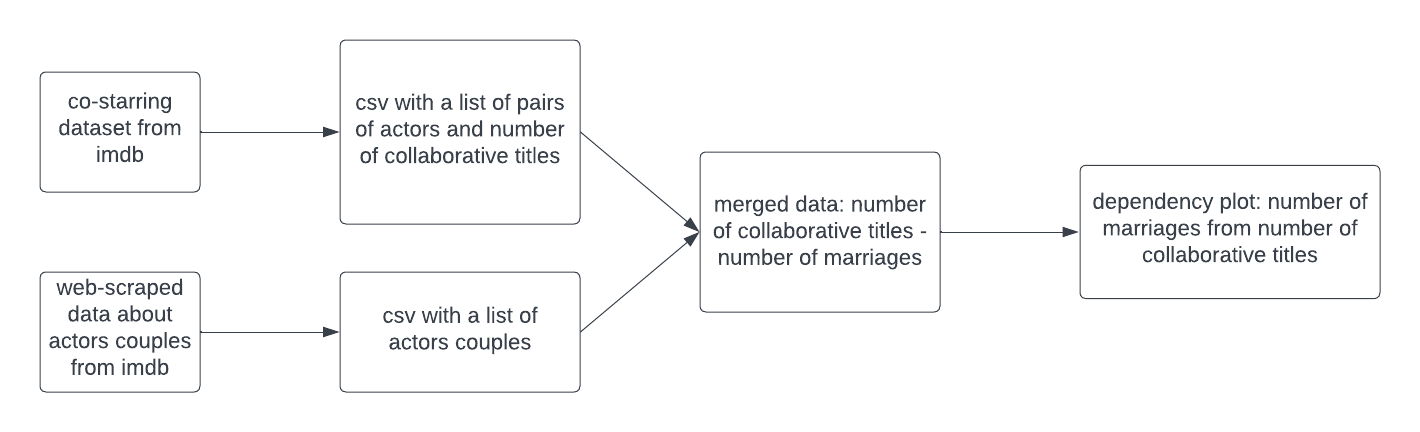 co-starring
dataset from
imdb
csv with a list of pairs
of actors and number
of collaborative titles
web-scraped
data about
actors couples
from imdb
csv with a list of
actors couples
merged data: number
of collaborative titles -
number of marriages
dependency plot: number of
marriages from number of
collaborative titles